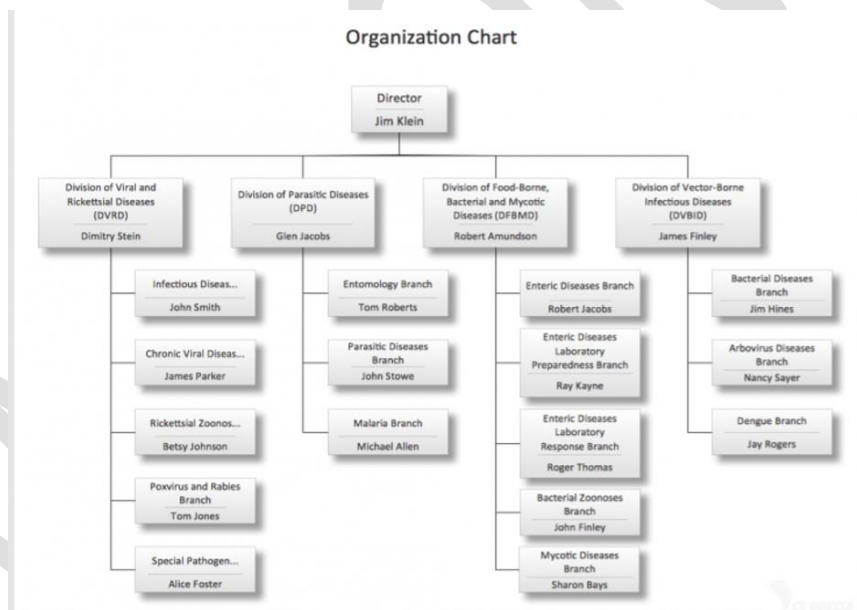 Organization Chart
Director
Jim Klein
Division of Viral and
Rickettsial Diseases
(DVRD)
Dimitry Stein
Division of Parasitic Diseases
(DPD)
Glen Jacobs
Division of Food-Borne,
Bacterial and Mycotic
Diseases (DFBMD)
Robert Amundson
Division of Vector-Borne
Infectious Diseases
(DVBID)
James Finley
Infectious Diseas...
John Smith
Chronic Viral Diseas...
James Parker
Rickettsial Zoonos...
Betsy Johnson
Poxvirus and Rabies
Branch
Tom Jones
Special Pathogen...
Alice Foster
Entomology Branch
Tom Roberts
Parasitic Diseases
Branch
John Stowe
Malaria Branch
Michael Allen
Enteric Diseases Branch
Robert Jacobs
Enteric Diseases
Laboratory
Preparedness Branch
Ray Kayne
Enteric Diseases
Laboratory
Response Branch
Roger Thomas
Bacterial Zoonoses
Branch
John Finley
Mycotic Diseases
Branch
Sharon Bays
Bacterial Diseases
Branch
Jim Hines
Arbovirus Diseases
Branch
Nancy Sayer
Dengue Branch
Jay Rogers